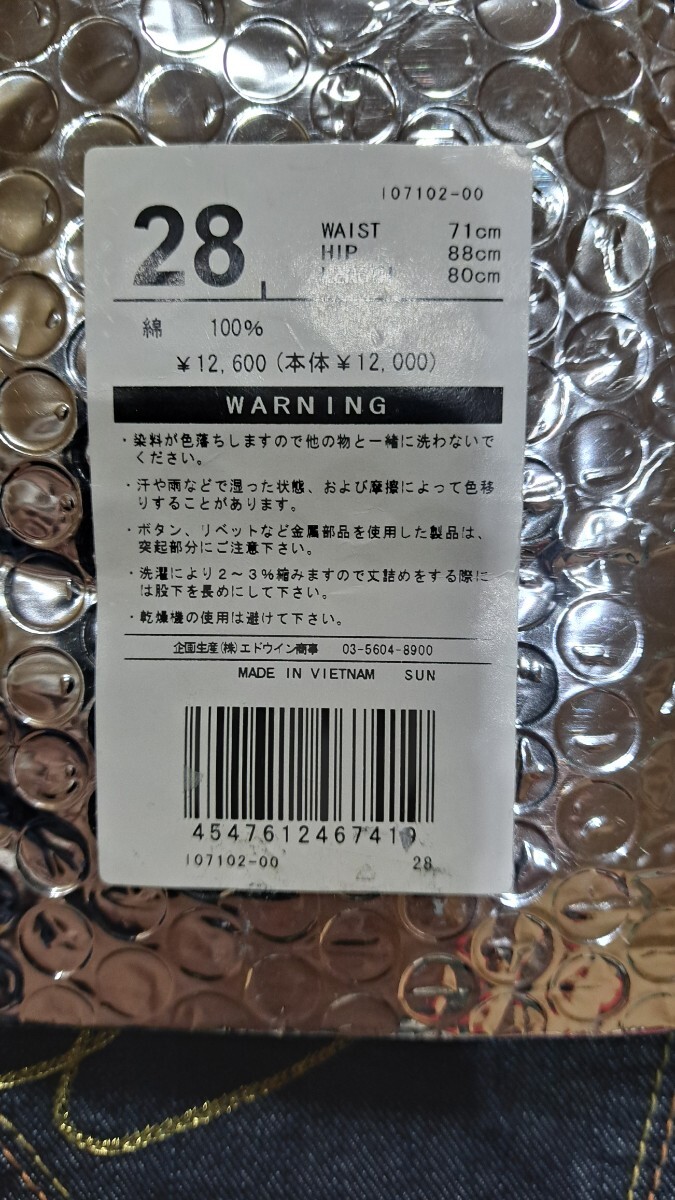 I07102-00
28
WAIST 71cm
HIP 88cm
80cm
綿 100%
¥12,600 (本体¥12,000)
WARNING
・染料が色落ちしますので他の物と一緒に洗わないで
ください。
・汗や雨などで湿った状態、および摩擦によって色移
りすることがあります。
・ボタン、リベットなど金属部品を使用した製品は、
突起部分にご注意下さい。
・洗濯により2〜3%縮みますので丈詰めをする際に
は股下を長めにして下さい。
・乾燥機の使用は避けて下さい。
企画生産(株)エドウイン商事 03-5604-8900
MADE IN VIETNAM SUN
4547612467419
I07102-00 28